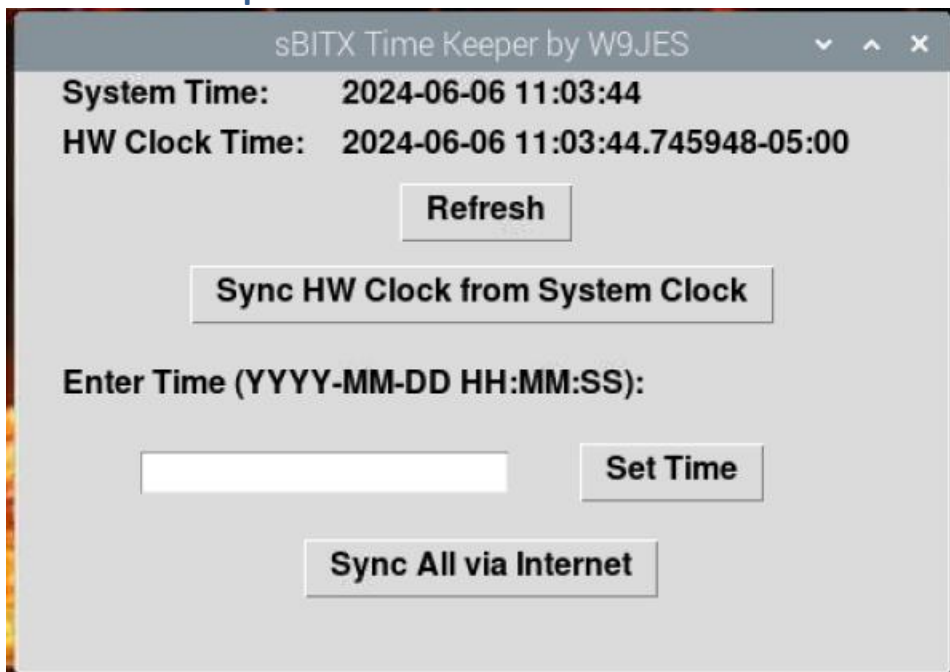 sBITX Time Keeper by W9JES
System Time: 2024-06-06 11:03:44
HW Clock Time: 2024-06-06 11:03:44.745948-05:00
Refresh
Sync HW Clock from System Clock
Enter Time (YYYY-MM-DD HH:MM:SS):
Set Time
Sync All via Internet